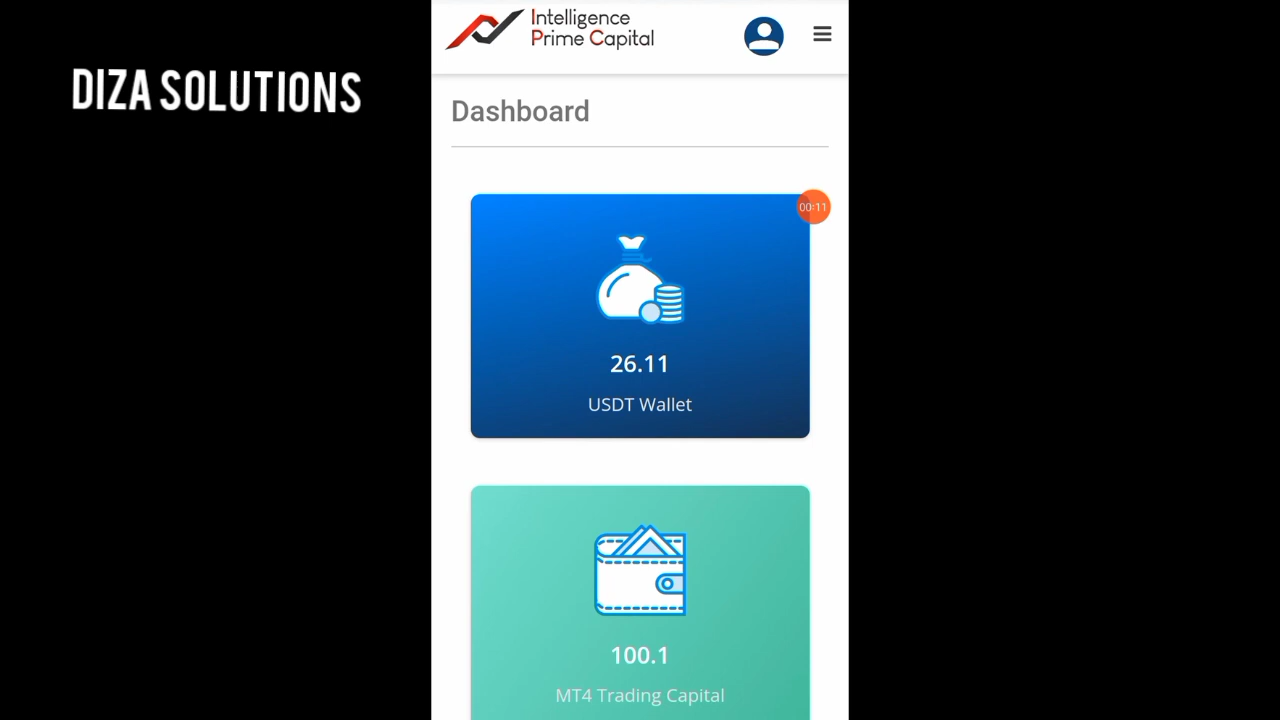 DIZA SOLUTIONS
Intelligence
Prime Capital
Dashboard
00:11
26.11
USDT Wallet
100.1
MT4 Trading Capital